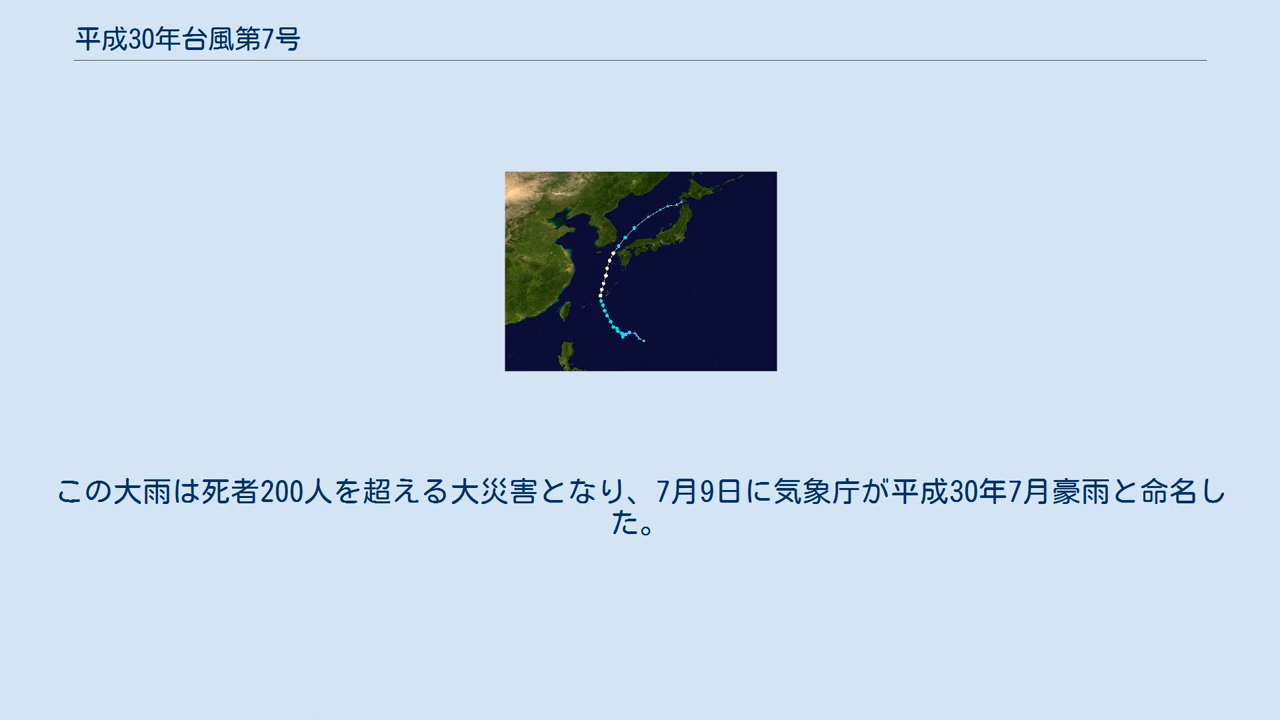 平成30年台風第7号
この大雨は死者200人を超える大災害となり、7月9日に気象庁が平成30年7月豪雨と命名し
た。